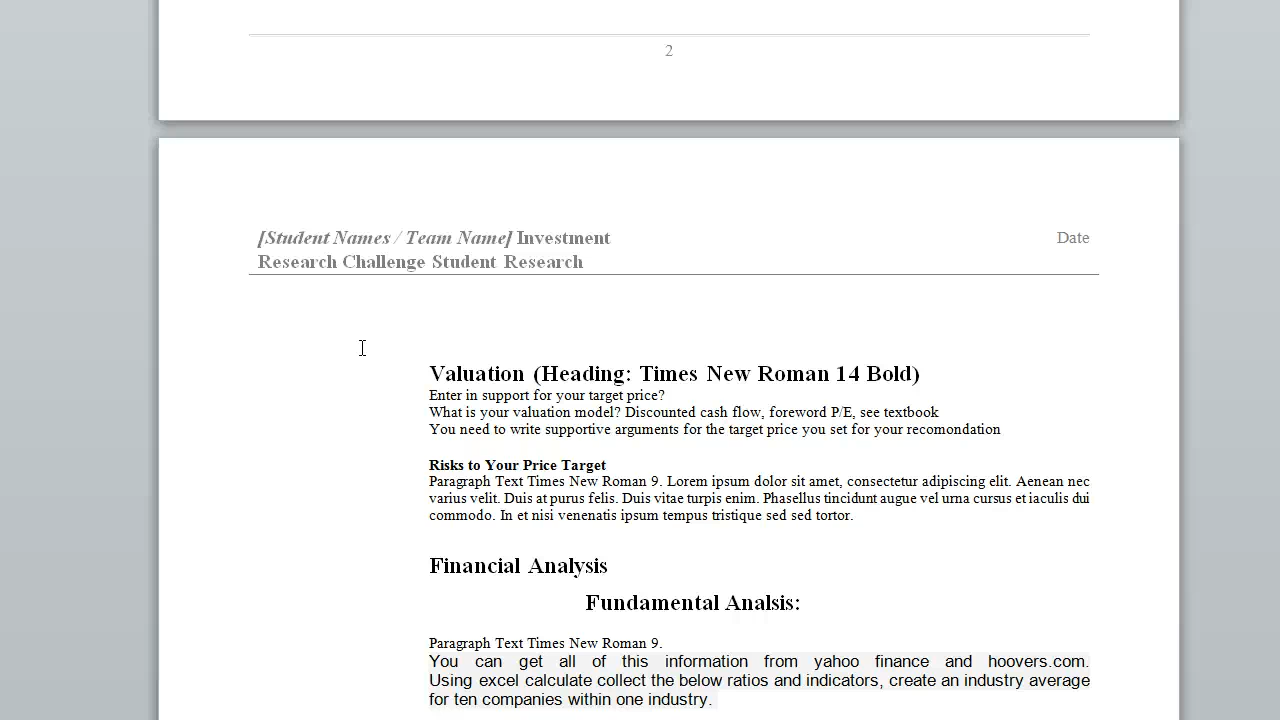 2
[Student Names / Team Name] Investment
Research Challenge Student Research
Date
Valuation (Heading: Times New Roman 14 Bold)
Enter in support for your target price?
What is your valuation model? Discounted cash flow, foreword P/E, see textbook
You need to write supportive arguments for the target price you set for your recomondation
Risks to Your Price Target
Paragraph Text Times New Roman 9. Lorem ipsum dolor sit amet, consectetur adipiscing elit. Aenean nec
varius velit. Duis at purus felis. Duis vitae turpis enim. Phasellus tincidunt augue vel urna cursus et iaculis dui
commodo. In et nisi venenatis ipsum tempus tristique sed sed tortor.
Financial Analysis
Fundamental Analsis:
Paragraph Text Times New Roman 9.
You can get all of this information from yahoo finance and hoovers.com.
Using excel calculate collect the below ratios and indicators, create an industry average
for ten companies within one industry.